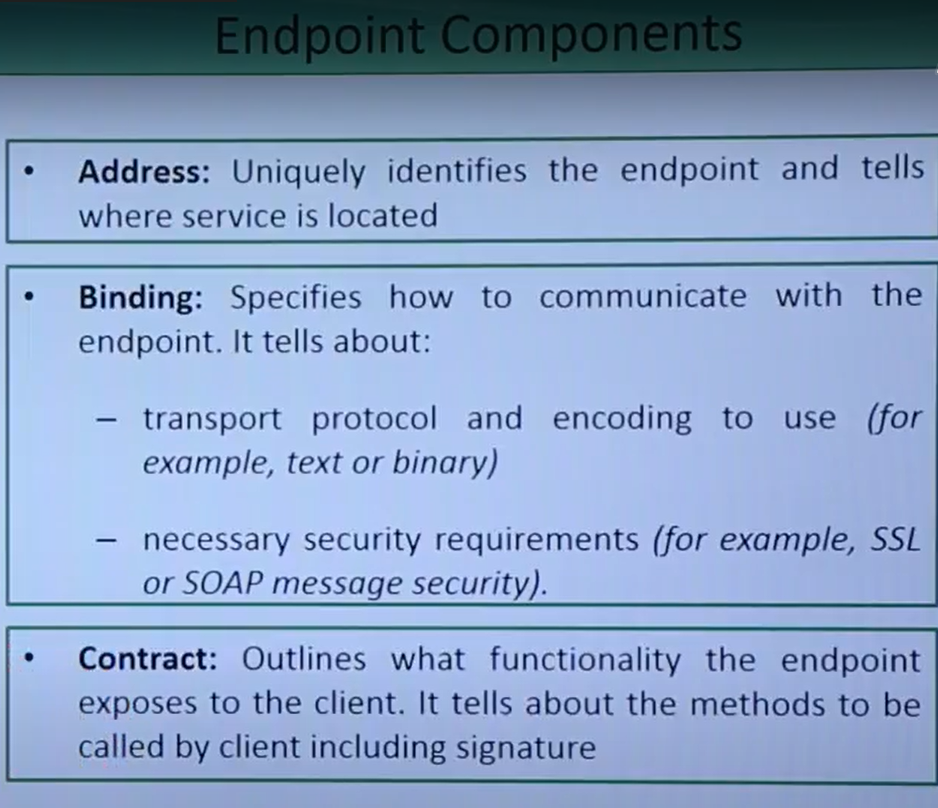 Endpoint Components
• Address: Uniquely identifies the endpoint and tells
where service is located
• Binding: Specifies how to communicate with the
endpoint. It tells about:
– transport protocol and encoding to use (for
example, text or binary)
– necessary security requirements (for example, SSL
or SOAP message security).
• Contract: Outlines what functionality the endpoint
exposes to the client. It tells about the methods to be
called by client including signature